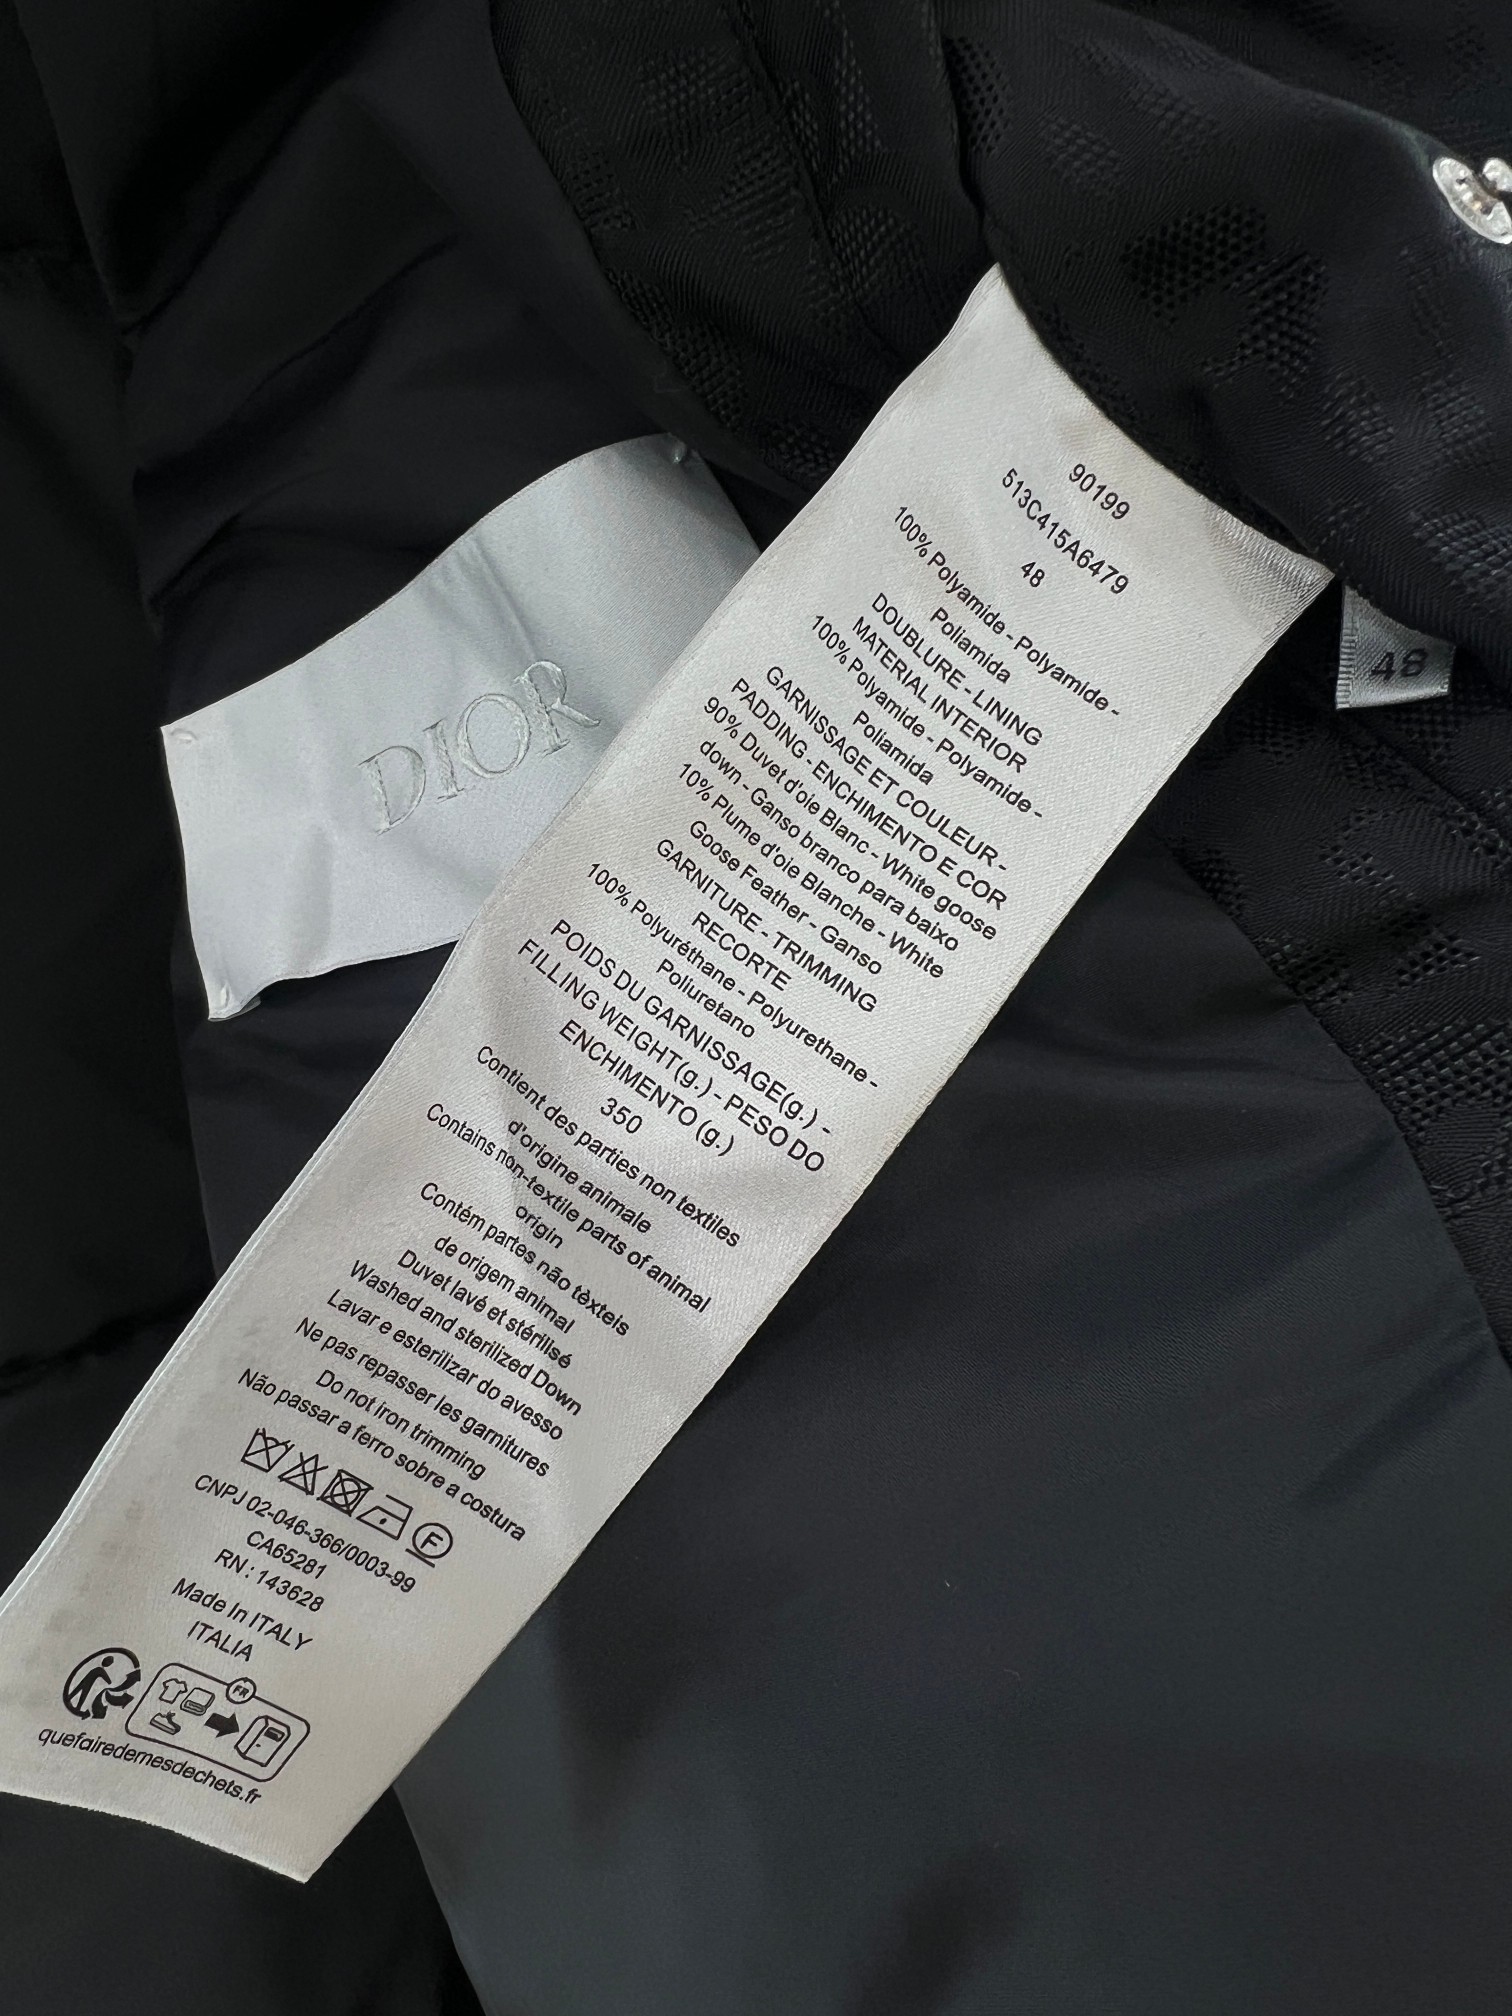 DIOR
90199
513C415A6479
48
100% Polyamide - Polyamide -
Poliamida
DOUBLURE - LINING
MATERIAL INTERIOR
100% Polyamide - Polyamide -
Poliamida
GARNISSAGE ET COULEUR -
PADDING - ENCHIMENTO E COR
90% Duvet d'oie Blanc - White goose
down - Ganso branco para baixo
10% Plume d'oie Blanche - White
Goose Feather - Ganso
GARNITURE - TRIMMING
RECORTE
100% Polyuréthane - Polyurethane -
Poliuretano
POIDS DU GARNISSAGE(g.) -
FILLING WEIGHT(g.) - PESO DO
ENCHIMENTO (g.)
350
Contient des parties non textiles
d'origine animale
Contains non-textile parts of animal
origin
Contém partes não têxteis
de origem animal
Duvet lavé et stérilisé
Washed and sterilized Down
Lavar e esterilizar do avesso
Ne pas repasser les garnitures
Do not iron trimming
Não passar a ferro sobre a costura
F
CNPJ 02-046-366/0003-99
CA65281
RN : 143628
Made In ITALY
ITALIA
FR
quefairedemesdechets.fr
48